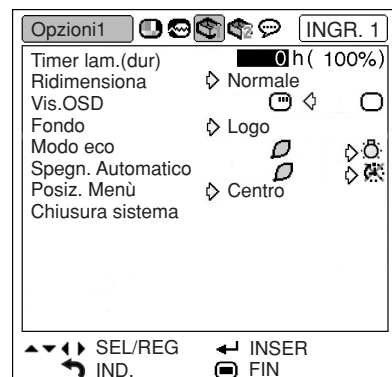 Opzioni1 INGR. 1
Timer lam.(dur) 0 h ( 100%)
Ridimensiona Normale
Vis.OSD
Fondo Logo
Modo eco
Spegn. Automatico
Posiz. Menù Centro
Chiusura sistema
SEL/REG INSER
IND. FIN